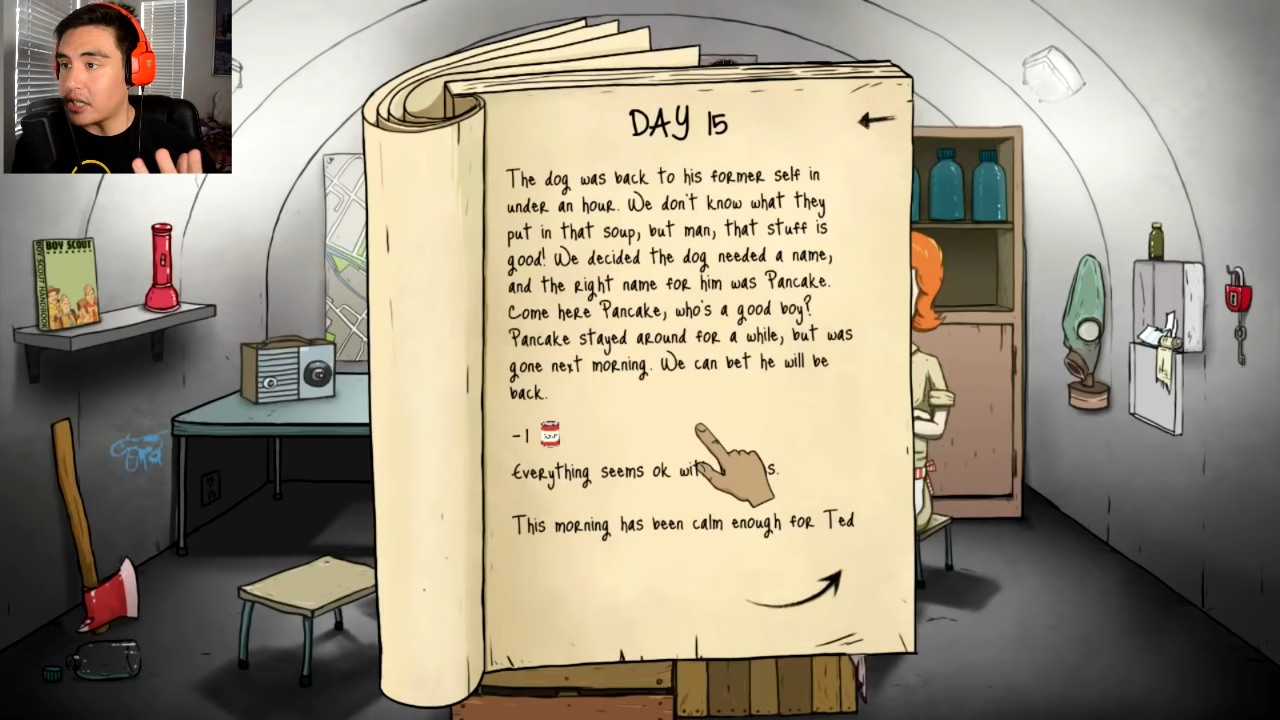 DAY 15
The dog was back to his former self in
under an hour. We don't know what they
put in that soup, but man, that stuff is
good! We decided the dog needed a name,
and the right name for him was Pancake.
Come here Pancake, who's a good boy?
Pancake stayed around for a while, but was
gone next morning. We can bet he will be
back.
-1
SOUP
Everything seems ok
This morning has been calm enough for Ted
BOY SCOUT
BOY SCOUT HANDBOOK